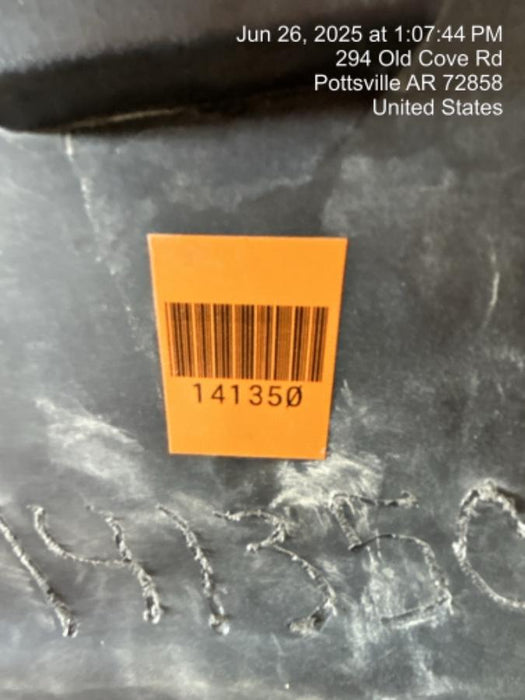 Jun 26, 2025 at 1:07:44 PM
294 Old Cove Rd
Pottsville AR 72858
United States
141350
141350